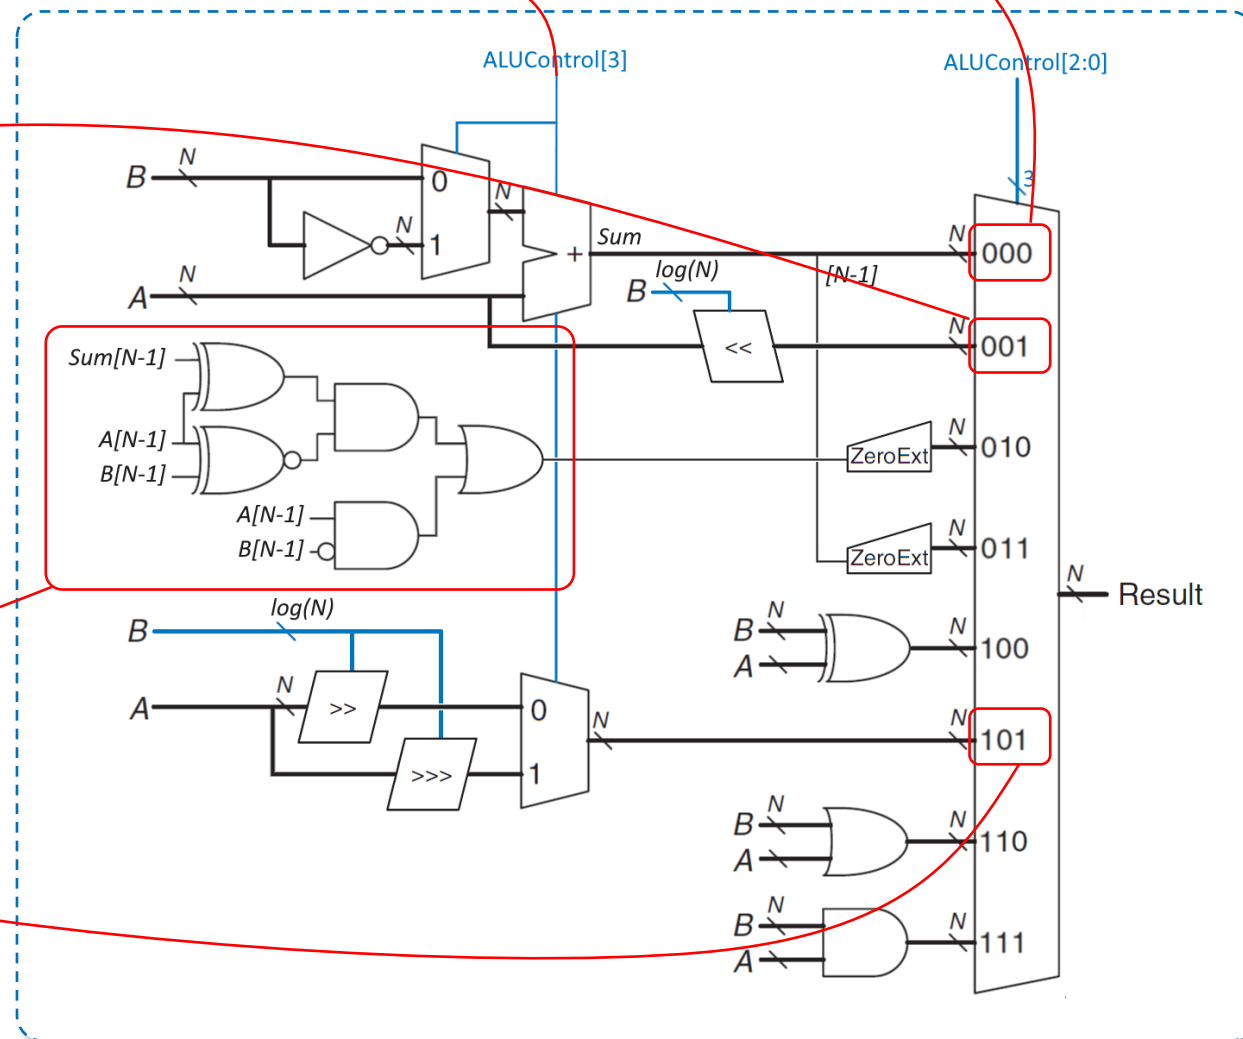 ALUControl[3]
ALUControl[2:0]
3
B
N
0
N
1
N
+
Sum
N
000
A
N
log(N)
B
[N-1]
<<
N
001
Sum[N-1]
A[N-1]
B[N-1]
A[N-1]
B[N-1]
ZeroExt
N
010
ZeroExt
N
011
N
Result
log(N)
B
A
N
>>
>>>
0
1
N
B
N
A
N
100
N
101
B
N
A
N
110
B
N
A
N
111